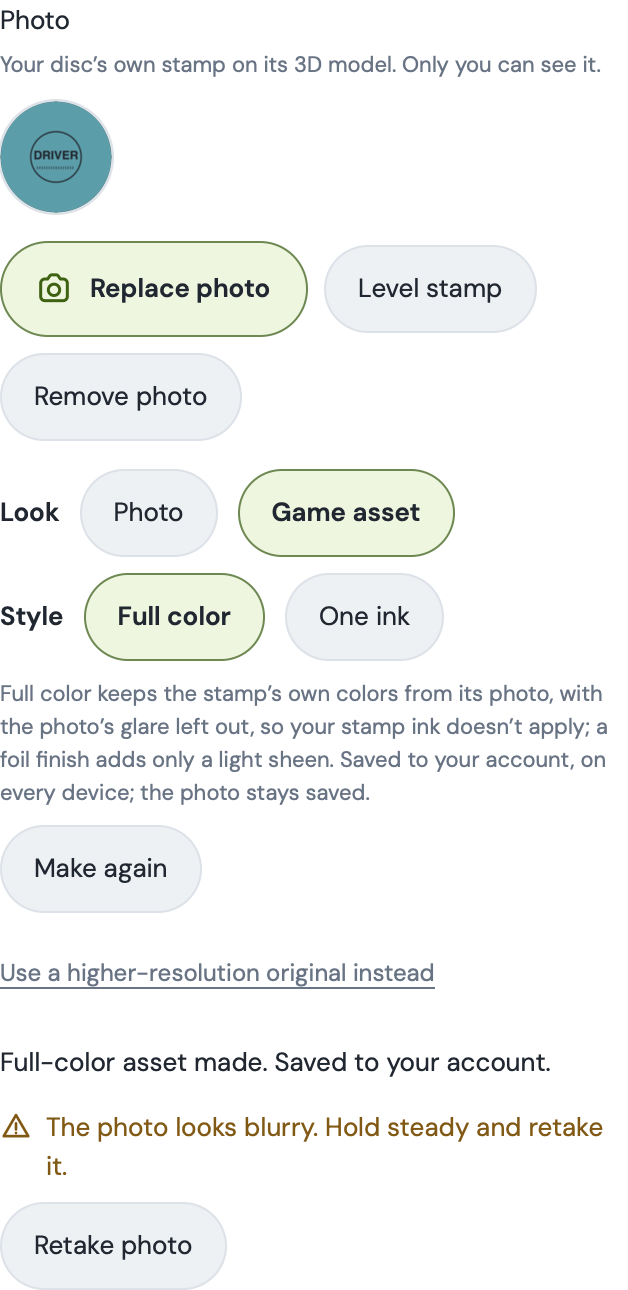 Photo
Your disc’s own stamp on its 3D model. Only you can see it.
DRIVER
Replace photo
Level stamp
Remove photo
Look
Photo
Game asset
Style
Full color
One ink
Full color keeps the stamp’s own colors from its photo, with
the photo’s glare left out, so your stamp ink doesn’t apply; a
foil finish adds only a light sheen. Saved to your account, on
every device; the photo stays saved.
Make again
Use a higher-resolution original instead
Full-color asset made. Saved to your account.
The photo looks blurry. Hold steady and retake
it.
Retake photo